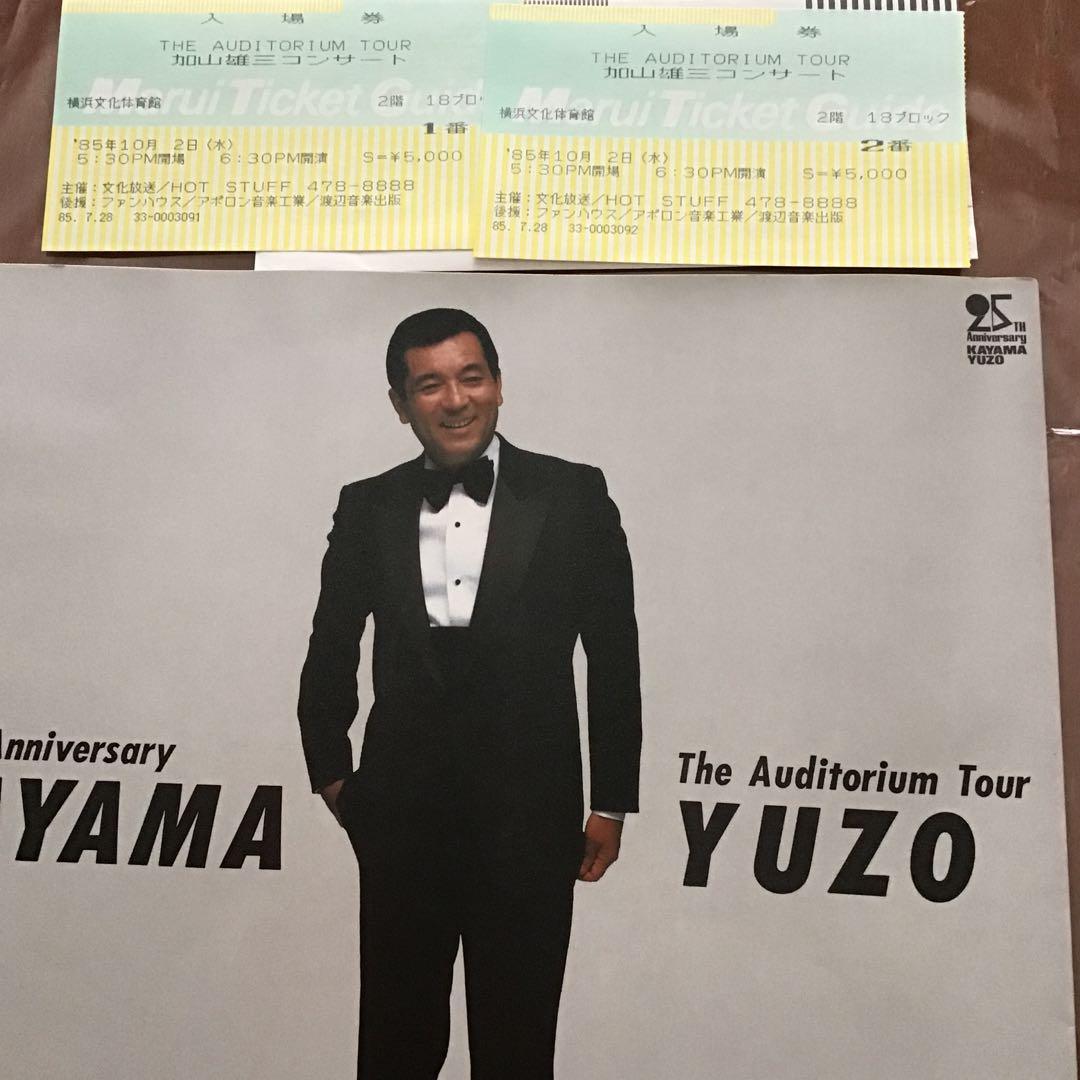 入場券
THE AUDITORIUM TOUR
加山雄三コンサート
Marui Ticket G
横浜文化体育館 2階 18ブロ
1番
'85年10月 2日(水)
5:30PM開場 6:30PM開演 S=¥5,000
主催:文化放送/HOT STUFF 478-8888
後援:ファンハウス/アポロン音楽工業/渡辺音楽出版
85. 7.28 33-0003091
入場券
THE AUDITORIUM TOUR
加山雄三コンサート
Marui Ticket Guide
横浜文化体育館 2階 18ブロック
2番
'85年10月 2日(水)
5:30PM開場 6:30PM開演 S=¥5,000
主催:文化放送/HOT STUFF 478-8888
後援:ファンハウス/アポロン音楽工業/渡辺音楽出版
85. 7.28 33-0003092
25TH
Anniversary
KAYAMA
YUZO
Anniversary
AYAMA
The Auditorium Tour
YUZO